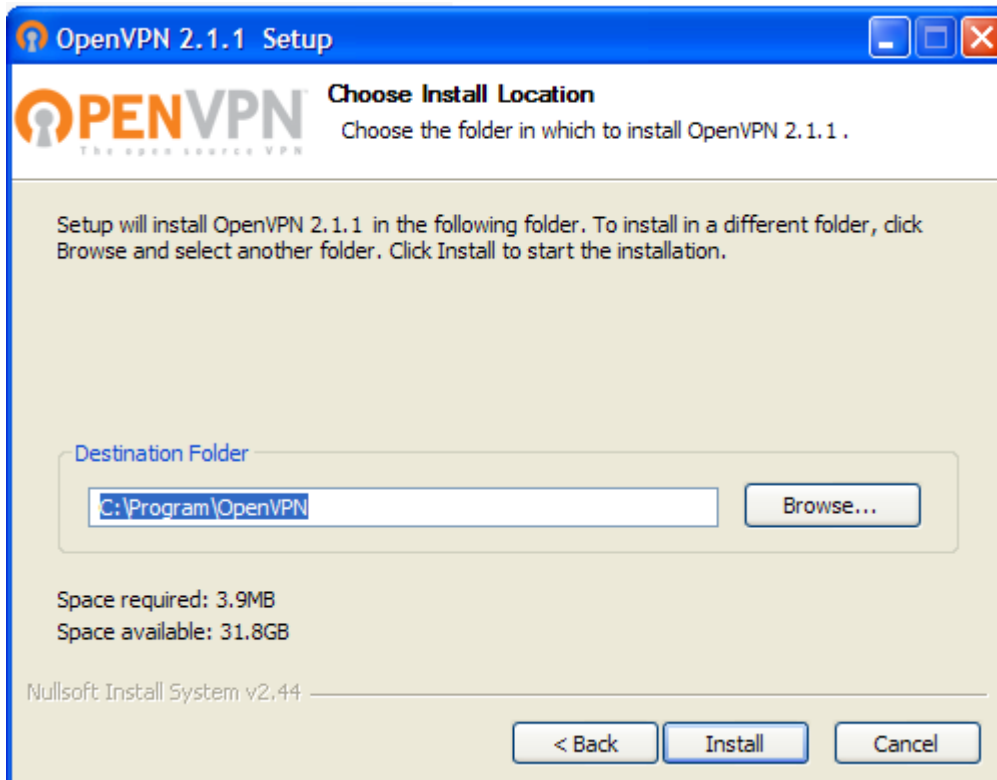 OpenVPN 2.1.1 Setup
OPENVPN
The open source VPN
Choose Install Location
Choose the folder in which to install OpenVPN 2.1.1 .
Setup will install OpenVPN 2.1.1 in the following folder. To install in a different folder, click
Browse and select another folder. Click Install to start the installation.
Destination Folder
C:\Program\OpenVPN
Browse...
Space required: 3.9MB
Space available: 31.8GB
Nullsoft Install System v2.44
< Back
Install
Cancel